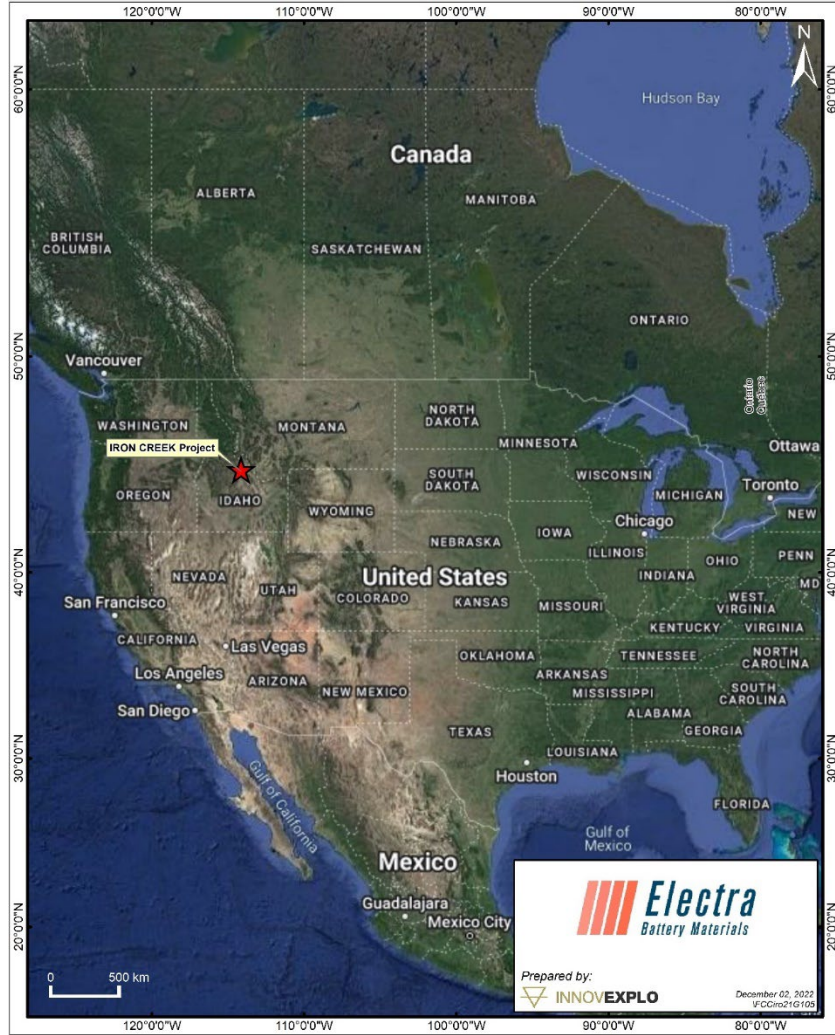 120°0'0"W
110°0'0"W
100°0'0"W
90°0'0"W
80°0'0"W
N
60°0'0"N
60°0'0"N
Hudson Bay
Canada
ALBERTA
MANITOBA
BRITISH
COLUMBIA
SASKATCHEWAN
ONTARIO
50°0'0"N
50°0'0"N
Vancouver
Ontario
Québec
WASHINGTON
MONTANA
NORTH
DAKOTA
MINNESOTA
Ottawa
IRON CREEK Project
OREGON
IDAHO
SOUTH
DAKOTA
WISCONSIN
MICHIGAN
Toronto
WYOMING
NEW
Chicago
IOWA
NEBRASKA
ILLINOIS
OHIO
PENN
INDIANA
MD
40°0'0"N
40°0'0"N
NEVADA
UTAH
United States
COLORADO
KANSAS
MISSOURI
WEST
VIRGINIA
San Francisco
KENTUCKY
VIRGINIA
CALIFORNIA
Las Vegas
OKLAHOMA
TENNESSEE
NORTH
CAROLINA
Los Angeles
ARIZONA
NEW MEXICO
ARKANSAS
MISSISSIPPI
SOUTH
CAROLINA
San Diego
ALABAMA
TEXAS
GEORGIA
LOUISIANA
30°0'0"N
30°0'0"N
Houston
FLORIDA
Gulf of California
Gulf of
Mexico
Mexico
Guadalajara
Mexico City
20°0'0"N
20°0'0"N
Electra
Battery Materials
0
500 km
Prepared by:
INNOVEXPLO
December 02, 2022
\FCCiro21G105
120°0'0"W
110°0'0"W
100°0'0"W
90°0'0"W
80°0'0"W